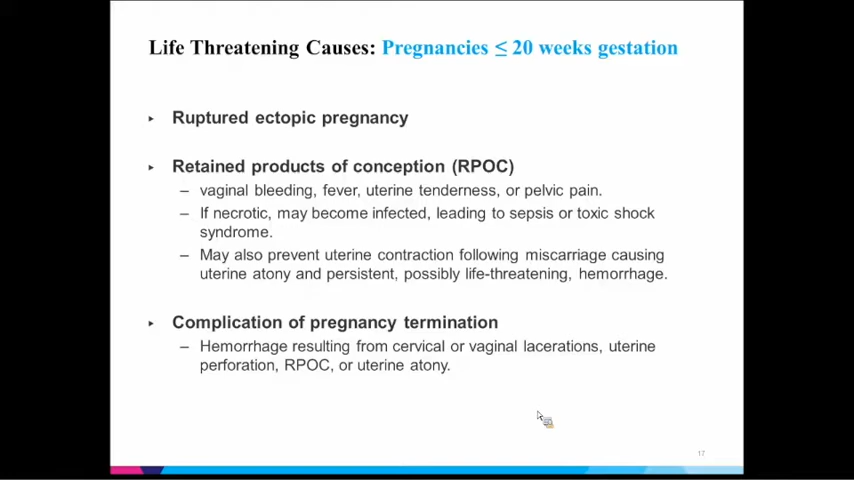 Life Threatening Causes: Pregnancies ≤ 20 weeks gestation
▸ Ruptured ectopic pregnancy
▸ Retained products of conception (RPOC)
– vaginal bleeding, fever, uterine tenderness, or pelvic pain.
– If necrotic, may become infected, leading to sepsis or toxic shock
syndrome.
– May also prevent uterine contraction following miscarriage causing
uterine atony and persistent, possibly life-threatening, hemorrhage.
▸ Complication of pregnancy termination
– Hemorrhage resulting from cervical or vaginal lacerations, uterine
perforation, RPOC, or uterine atony.
17